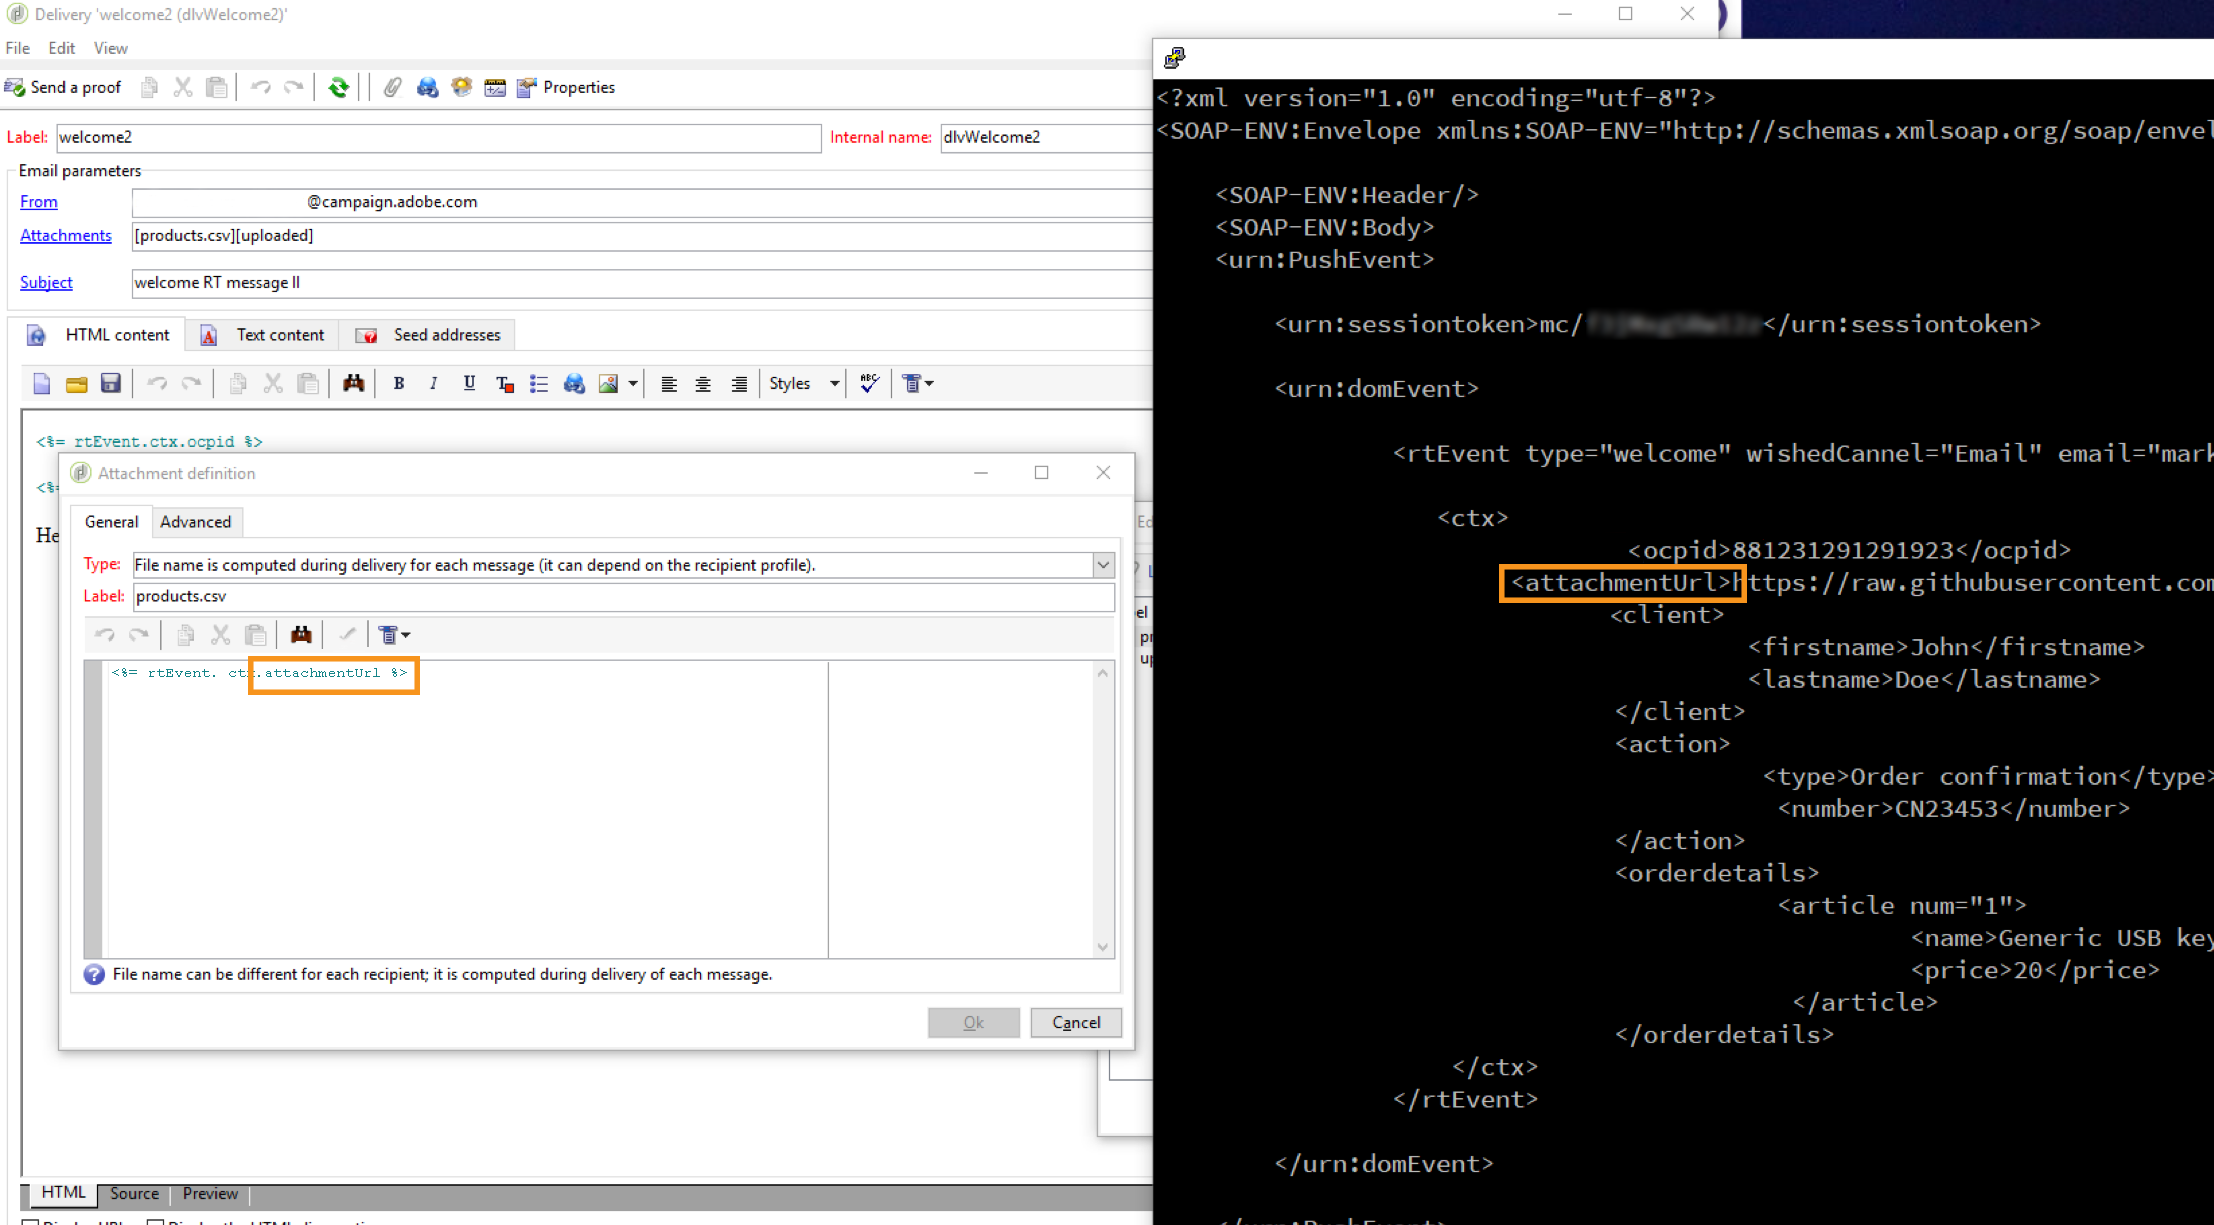 Delivery 'welcome2 (dlvWelcome2)'
File Edit View
Send a proof Properties
Label: welcome2 Internal name: dlvWelcome2
Email parameters
From @campaign.adobe.com
Attachments [products.csv][uploaded]
Subject welcome RT message II
HTML content Text content Seed addresses
B I U T Styles ABC
<%= rtEvent.ctx.ocpid %>
<%=
He
Attachment definition
General Advanced
Type: File name is computed during delivery for each message (it can depend on the recipient profile).
Label: products.csv
<%= rtEvent. ctx.attachmentUrl %>
File name can be different for each recipient; it is computed during delivery of each message.
Ok Cancel
HTML Source Preview
<?xml version="1.0" encoding="utf-8"?>
<SOAP-ENV:Envelope xmlns:SOAP-ENV="http://schemas.xmlsoap.org/soap/envel
<SOAP-ENV:Header/>
<SOAP-ENV:Body>
<urn:PushEvent>
<urn:sessiontoken>mc/ </urn:sessiontoken>
<urn:domEvent>
<rtEvent type="welcome" wishedCannel="Email" email="mark
<ctx>
<ocpid>881231291291923</ocpid>
<attachmentUrl>https://raw.githubusercontent.com
<client>
<firstname>John</firstname>
<lastname>Doe</lastname>
</client>
<action>
<type>Order confirmation</type>
<number>CN23453</number>
</action>
<orderdetails>
<article num="1">
<name>Generic USB key
<price>20</price>
</article>
</orderdetails>
</ctx>
</rtEvent>
</urn:domEvent>